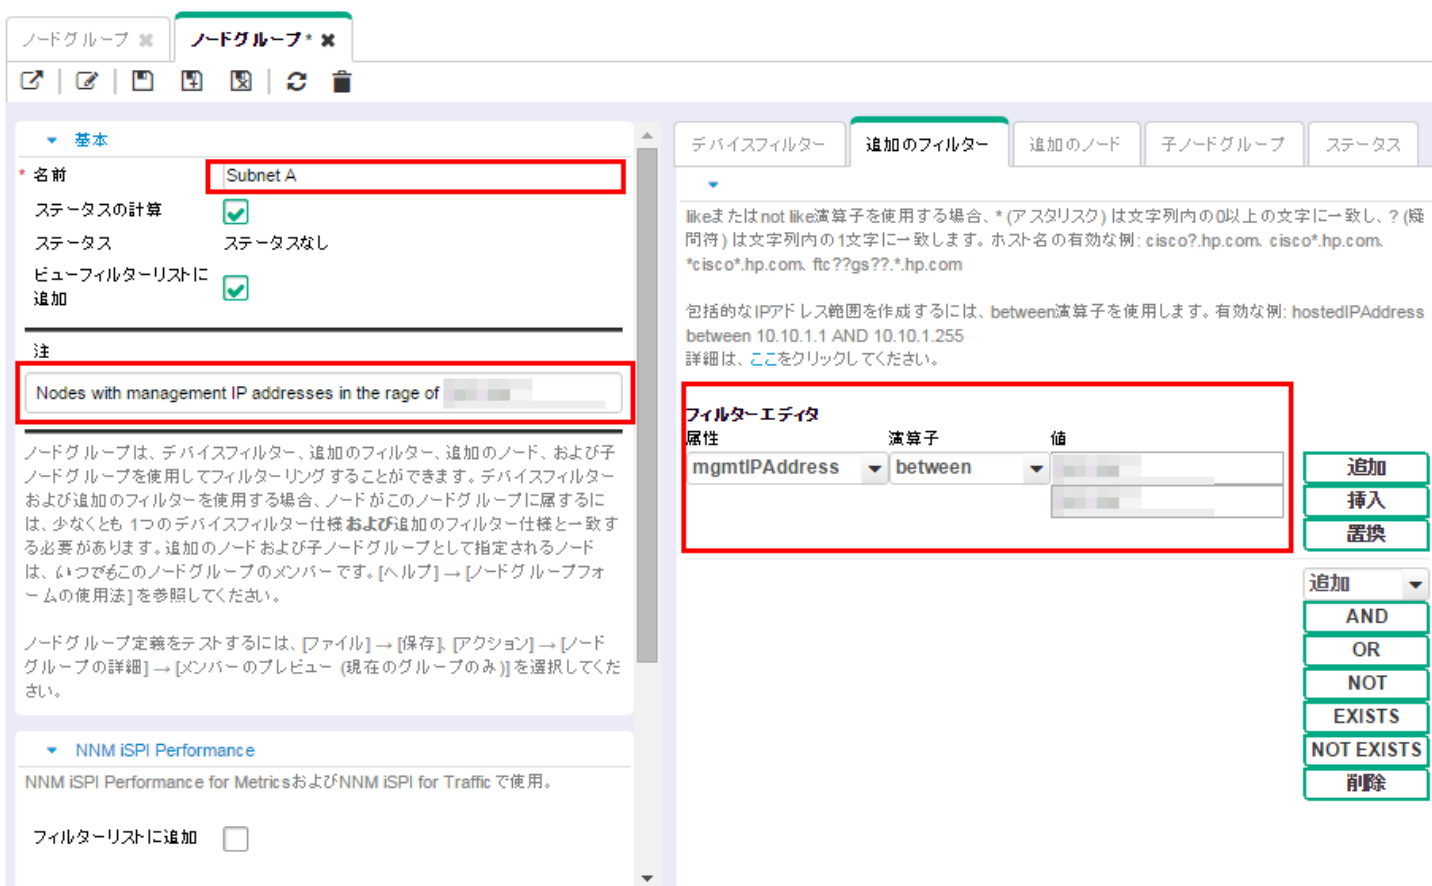 ノードグループ
ノードグループ*
基本
* 名前
Subnet A
ステータスの計算
ステータス
ステータスなし
ビューフィルターリストに
追加
注
Nodes with management IP addresses in the rage of
ノードグループは、デバイスフィルター、追加のフィルター、追加のノード、および子
ノードグループを使用してフィルターリングすることができます。デバイスフィルター
および追加のフィルターを使用する場合、ノードがこのノードグループに属するに
は、少なくとも 1つのデバイスフィルター仕様および追加のフィルター仕様と一致す
る必要があります。追加のノードおよび子ノードグループとして指定されるノード
は、いつでもこのノードグループのメンバーです。[ヘルプ] → [ノードグループフォ
ームの使用法] を参照してください。
ノードグループ定義をテストするには、[ファイル] → [保存]、[アクション] → [ノード
グループの詳細] → [メンバーのプレビュー (現在のグループのみ)] を選択してくだ
さい。
NNM iSPI Performance
NNM iSPI Performance for MetricsおよびNNM iSPI for Traffic で使用。
フィルターリストに追加
デバイスフィルター
追加のフィルター
追加のノード
子ノードグループ
ステータス
likeまたはnot like演算子を使用する場合、* (アスタリスク) は文字列内の0以上の文字に一致し、? (疑
問符) は文字列内の1文字に一致します。ホスト名の有効な例: cisco?.hp.com、cisco*.hp.com、
*cisco*.hp.com、ftc??gs??.*.hp.com
包括的なIPアドレス範囲を作成するには、between演算子を使用します。有効な例: hostedIPAddress
between 10.10.1.1 AND 10.10.1.255
詳細は、ここをクリックしてください。
フィルターエディタ
属性
演算子
値
mgmtIPAddress
between
追加
挿入
置換
追加
AND
OR
NOT
EXISTS
NOT EXISTS
削除